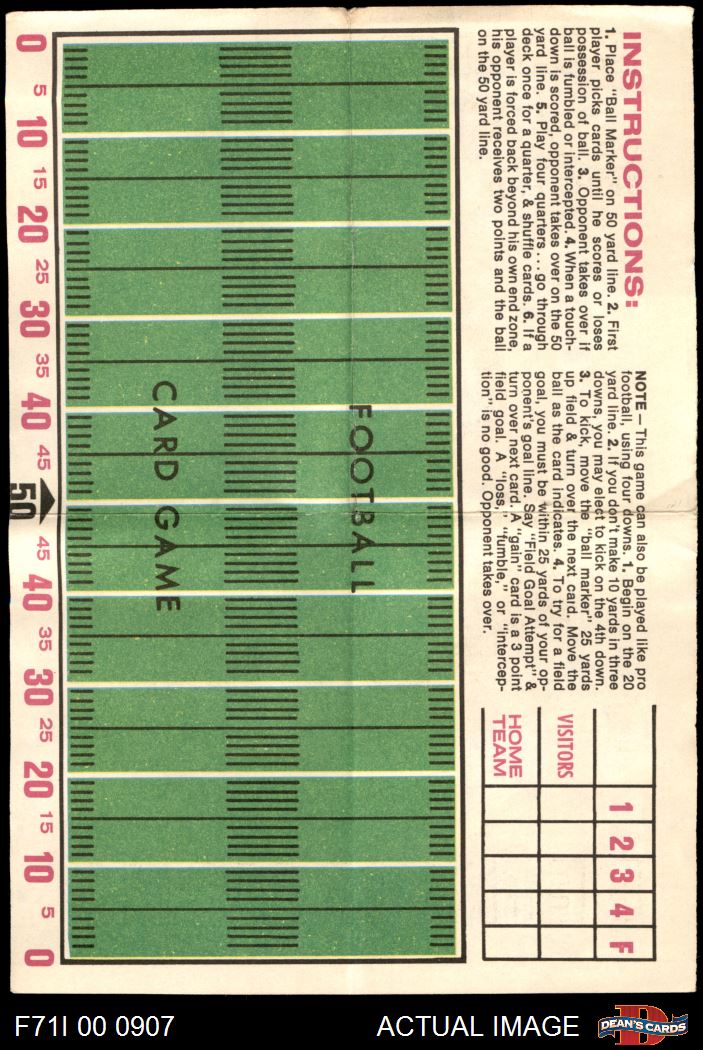 INSTRUCTIONS:
1. Place "Ball Marker" on 50 yard line. 2. First
player picks cards until he scores or loses
possession of ball. 3. Opponent takes over if
ball is fumbled or intercepted. 4. When a touch-
down is scored, opponent takes over on the 50
yard line. 5. Play four quarters... go through
deck once for a quarter, & shuffle cards. 6. If a
player is forced back beyond his own end zone,
his opponent receives two points and the ball
on the 50 yard line.
NOTE — This game can also be played like pro
football, using four downs. 1. Begin on the 20
yard line. 2. If you don't make 10 yards in three
downs, you may elect to kick on the 4th down.
3. To kick, move the "ball marker" 25 yards
up field & turn over the next card. Move the
ball as the card indicates. 4. To try for a field
goal, you must be within 25 yards of your op-
ponent's goal line. Say "Field Goal Attempt" &
turn over next card. A "gain" card is a 3 point
field goal. A "loss," "fumble," or "intercep-
tion" is no good. Opponent takes over.
1 2 3 4 F
VISITORS
HOME
TEAM
FOOTBALL
CARD GAME
0 5 10 15 20 25 30 35 40 45 50 45 40 35 30 25 20 15 10 5 0
F71I 00 0907
ACTUAL IMAGE
D
DEAN'S CARDS